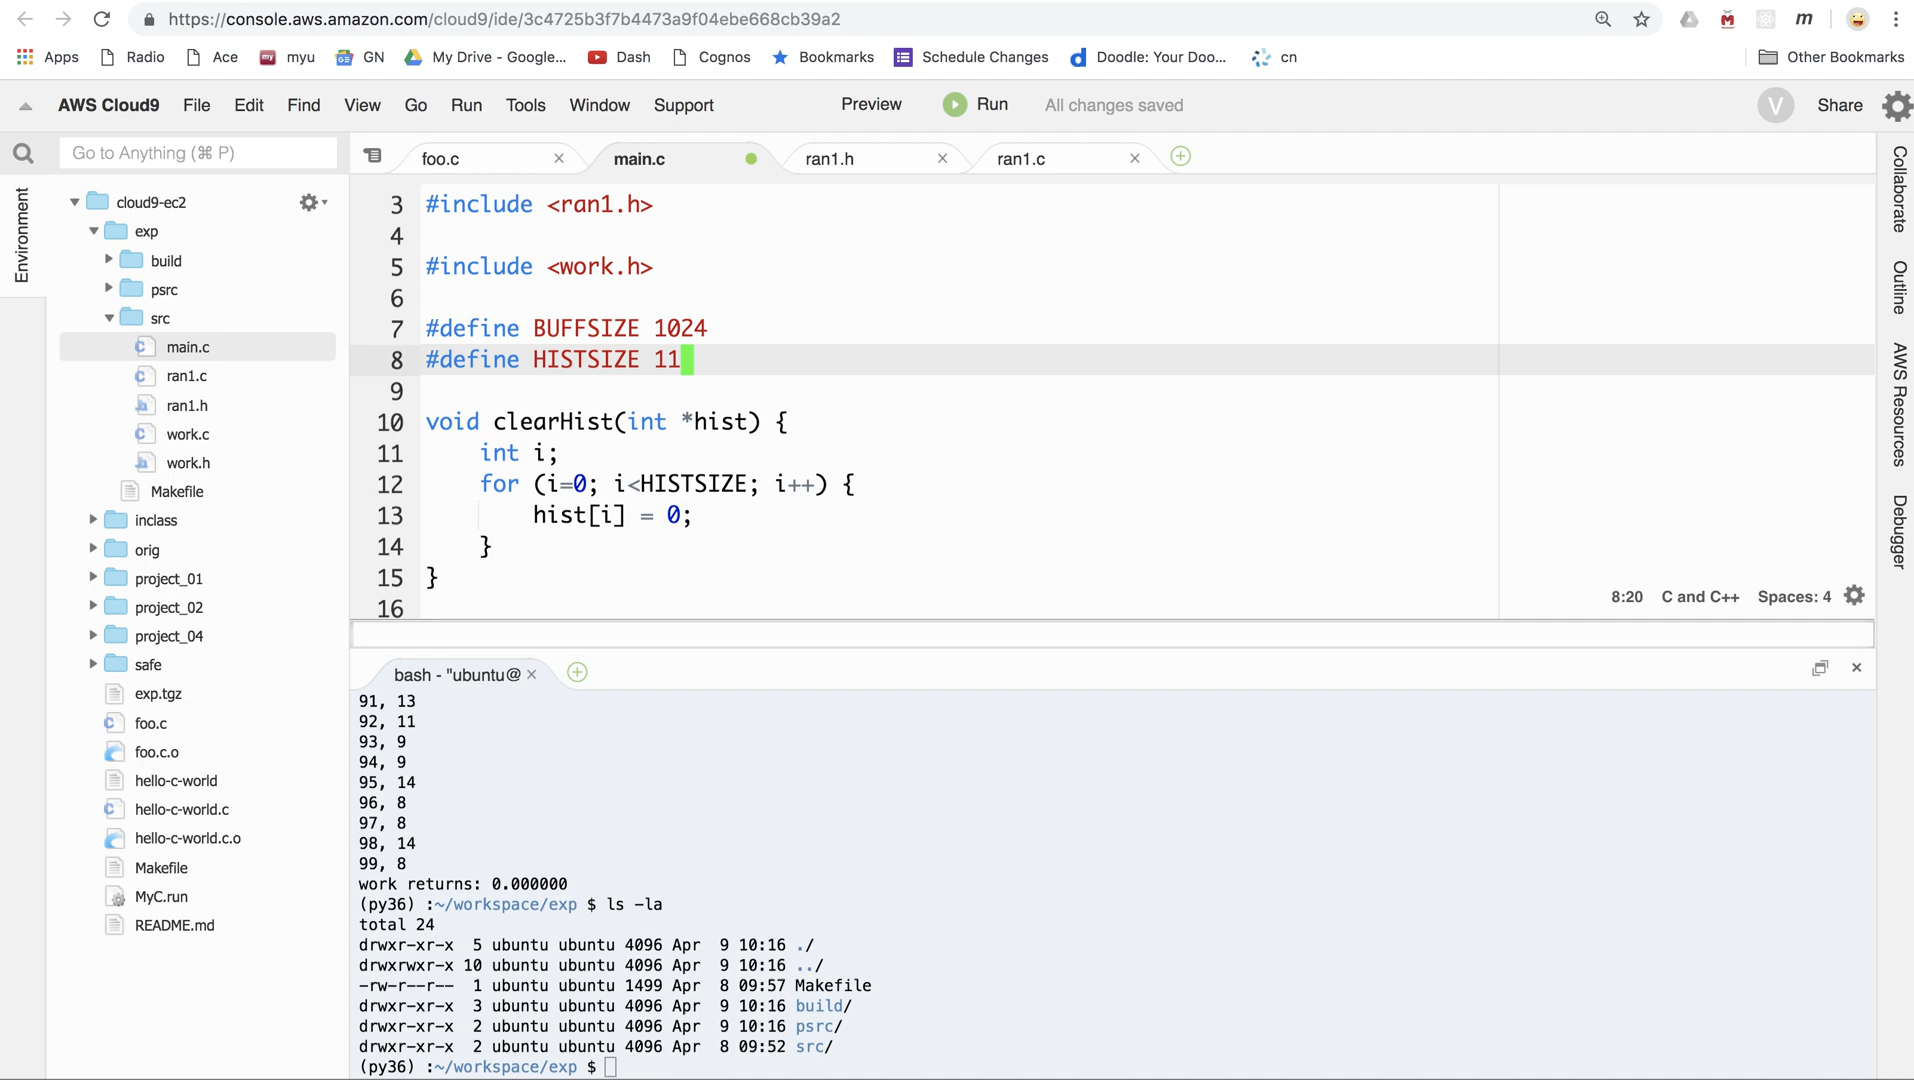 https://console.aws.amazon.com/cloud9/ide/3c4725b3f7b4473a9f04ebe668cb39a2
m
Apps Radio Ace my myu GN My Drive - Google... Dash Cognos Bookmarks Schedule Changes Doodle: Your Doo... cn Other Bookmarks
AWS Cloud9 File Edit Find View Go Run Tools Window Support Preview Run All changes saved V Share
Go to Anything (⌘ P)
foo.c main.c ran1.h ran1.c
Environment
cloud9-ec2
exp
build
psrc
src
main.c
ran1.c
ran1.h
work.c
work.h
Makefile
inclass
orig
project_01
project_02
project_04
safe
exp.tgz
foo.c
foo.c.o
hello-c-world
hello-c-world.c
hello-c-world.c.o
Makefile
MyC.run
README.md
3 #include <ran1.h>
4
5 #include <work.h>
6
7 #define BUFFSIZE 1024
8 #define HISTSIZE 11
9
10 void clearHist(int *hist) {
11 int i;
12 for (i=0; i<HISTSIZE; i++) {
13 hist[i] = 0;
14 }
15 }
16
8:20 C and C++ Spaces: 4
Collaborate
Outline
AWS Resources
Debugger
bash - "ubuntu@
91, 13
92, 11
93, 9
94, 9
95, 14
96, 8
97, 8
98, 14
99, 8
work returns: 0.000000
(py36) :~/workspace/exp $ ls -la
total 24
drwxr-xr-x 5 ubuntu ubuntu 4096 Apr 9 10:16 ./
drwxrwxr-x 10 ubuntu ubuntu 4096 Apr 9 10:16 ../
-rw-r--r-- 1 ubuntu ubuntu 1499 Apr 8 09:57 Makefile
drwxr-xr-x 3 ubuntu ubuntu 4096 Apr 9 10:16 build/
drwxr-xr-x 2 ubuntu ubuntu 4096 Apr 9 10:16 psrc/
drwxr-xr-x 2 ubuntu ubuntu 4096 Apr 8 09:52 src/
(py36) :~/workspace/exp $